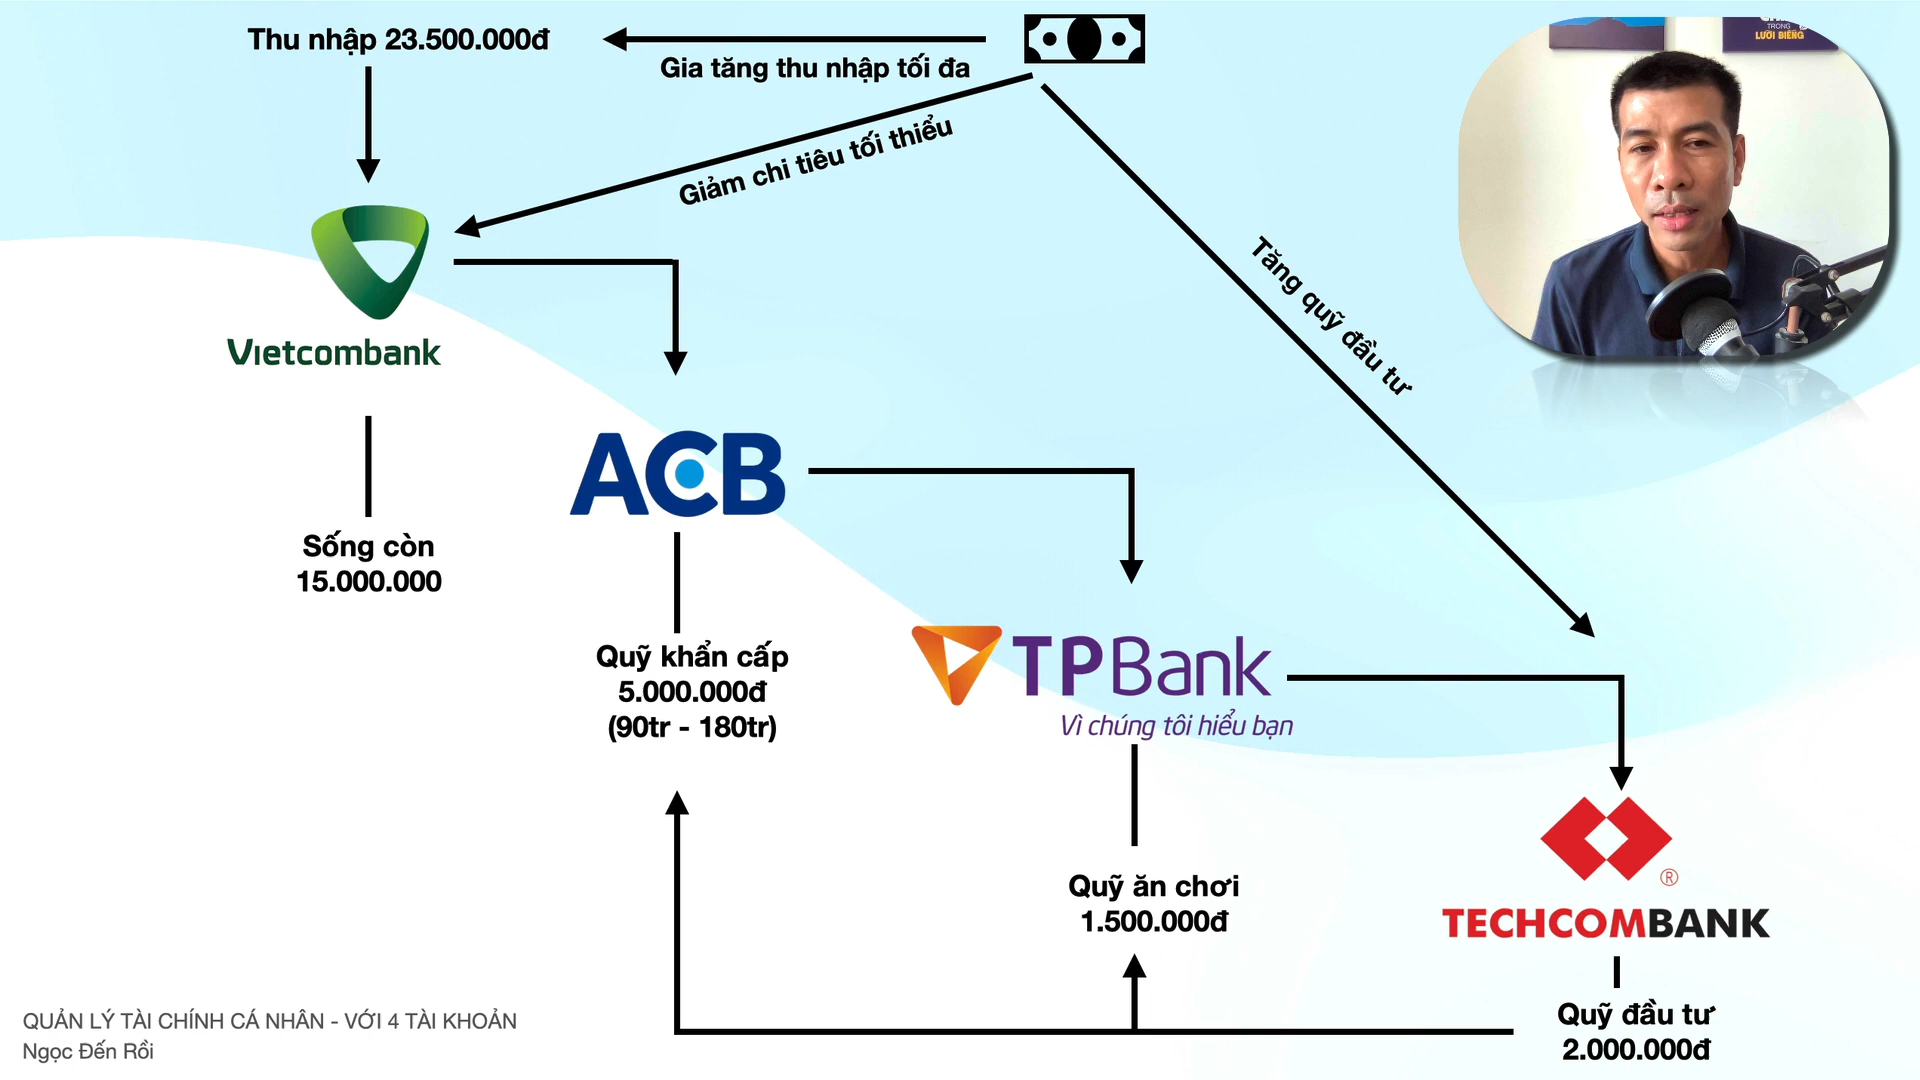 Thu nhập 23.500.000đ
Gia tăng thu nhập tối đa
Giảm chi tiêu tối thiểu
Tăng quỹ đầu tư
TRONG
LƯỜI BIẾNG
Vietcombank
Sống còn
15.000.000
ACB
Quỹ khẩn cấp
5.000.000đ
(90tr - 180tr)
TPBank
Vì chúng tôi hiểu bạn
Quỹ ăn chơi
1.500.000đ
®
TECHCOMBANK
Quỹ đầu tư
2.000.000đ
QUẢN LÝ TÀI CHÍNH CÁ NHÂN - VỚI 4 TÀI KHOẢN
Ngọc Đến Rồi